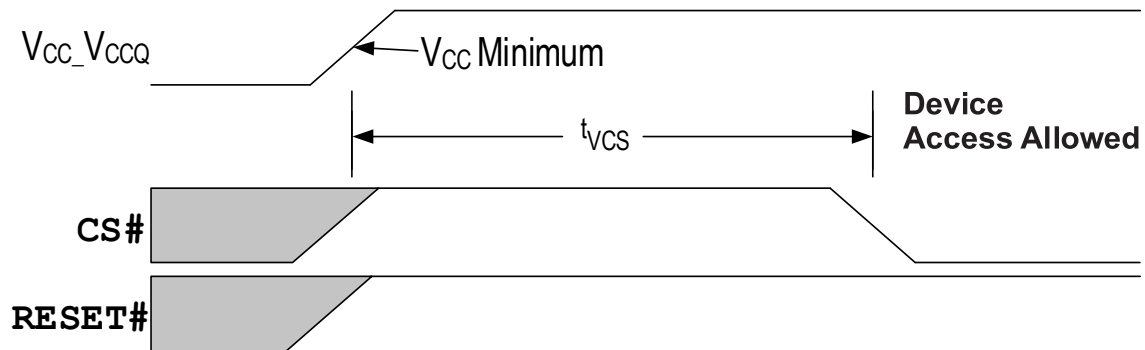 VCC_VCCQ
VCC Minimum
tVCS
Device
Access Allowed
CS#
RESET#